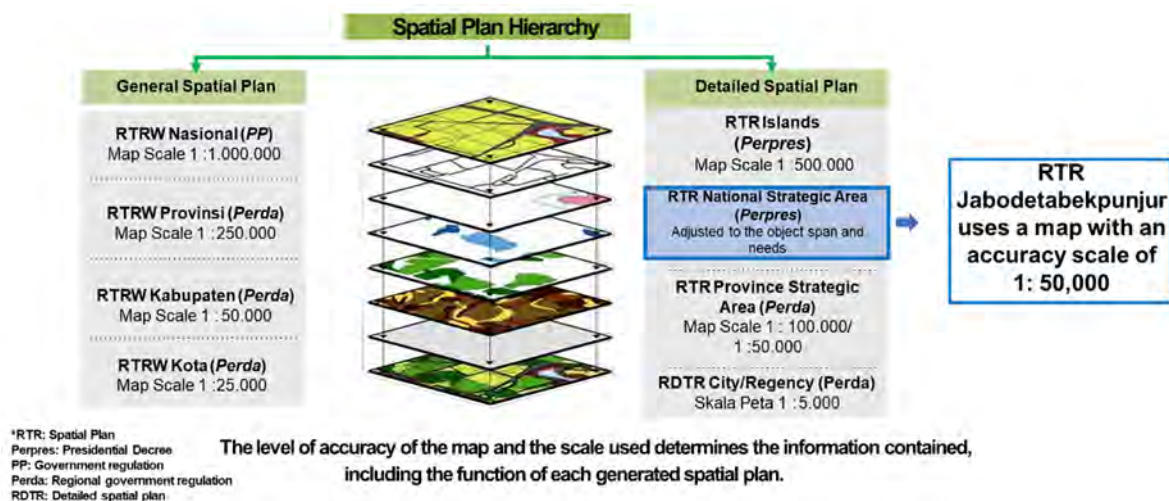 Spatial Plan Hierarchy
General Spatial Plan
RTRW Nasional (PP)
Map Scale 1 :1.000.000
RTRW Provinsi (Perda)
Map Scale 1 :250.000
RTRW Kabupaten (Perda)
Map Scale 1 :50.000
RTRW Kota (Perda)
Map Scale 1 :25.000
Detailed Spatial Plan
RTR Islands
(Perpres)
Map Scale 1 :500.000
RTR National Strategic Area
(Perpres)
Adjusted to the object span and
needs
RTR Province Strategic
Area (Perda)
Map Scale 1 : 100.000/
1 :50.000
RDTR City/Regency (Perda)
Skala Peta 1 :5.000
RTR
Jabodetabekpunjur
uses a map with an
accuracy scale of
1: 50,000
*RTR: Spatial Plan
Perpres: Presidential Decree
PP: Government regulation
Perda: Regional government regulation
RDTR: Detailed spatial plan
The level of accuracy of the map and the scale used determines the information contained,
including the function of each generated spatial plan.